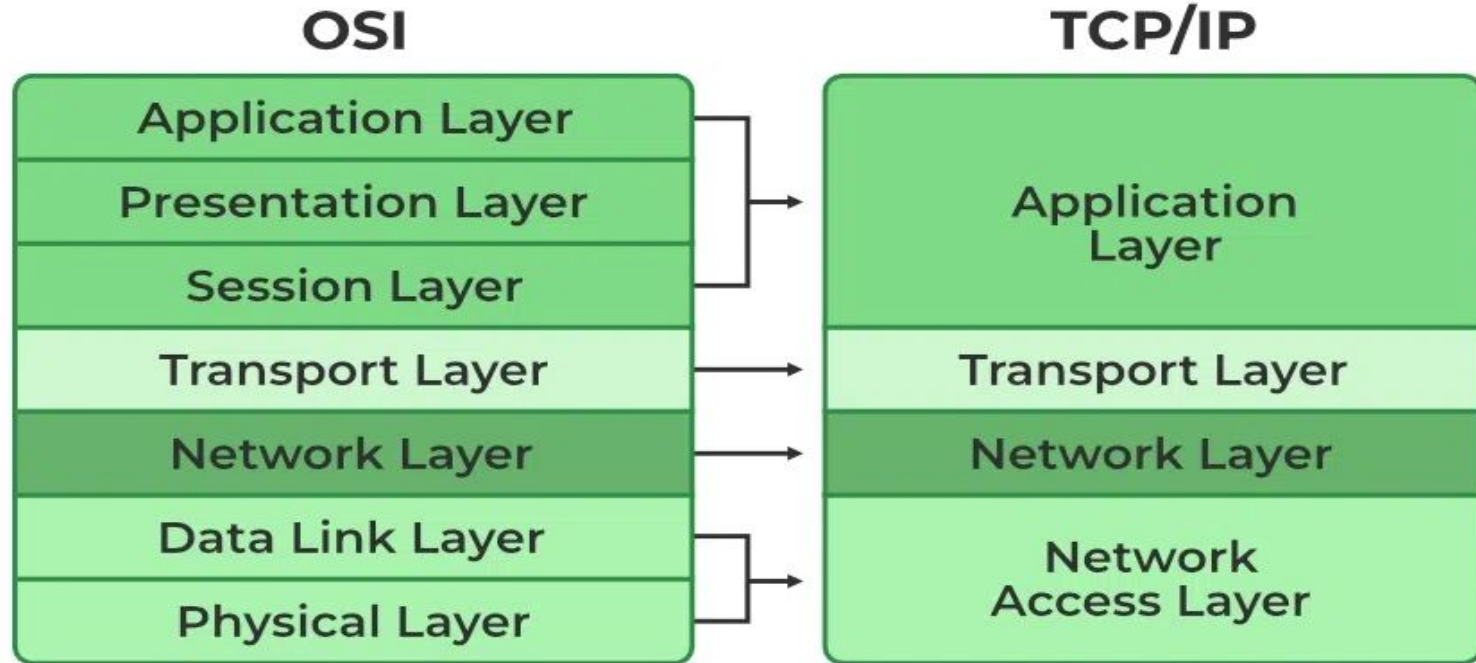 OSI
Application Layer
Presentation Layer
Session Layer
Transport Layer
Network Layer
Data Link Layer
Physical Layer
TCP/IP
Application
Layer
Transport Layer
Network Layer
Network
Access Layer